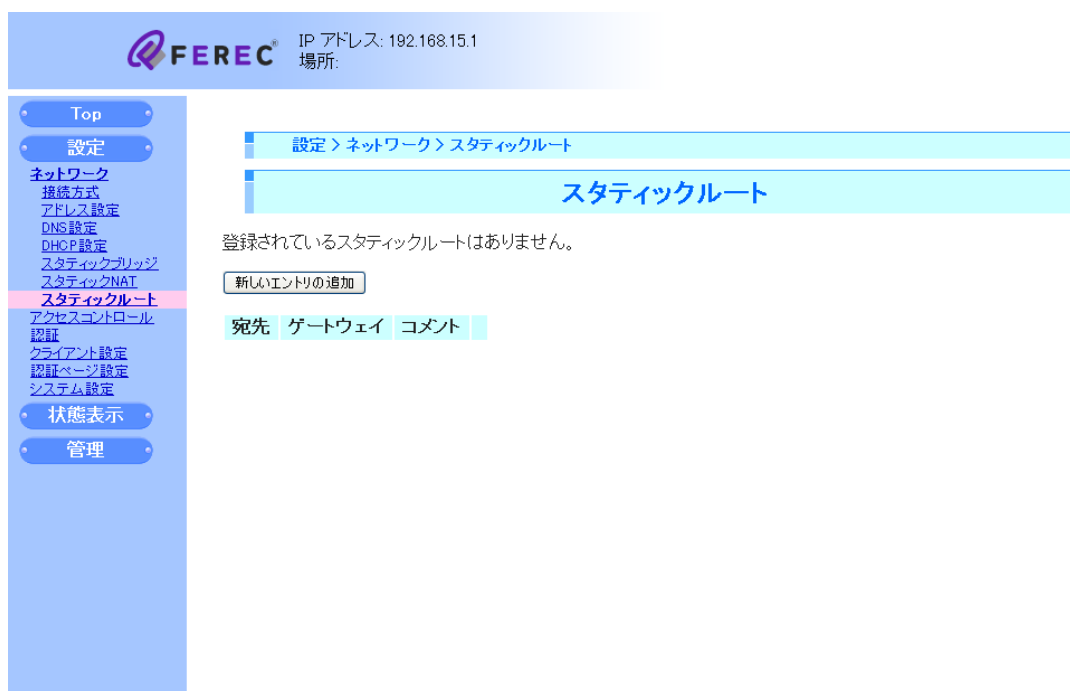 FEREC®
IP アドレス: 192.168.15.1
場所:
Top
設定
ネットワーク
接続方式
アドレス設定
DNS設定
DHCP設定
スタティックブリッジ
スタティックNAT
スタティックルート
アクセスコントロール
認証
クライアント設定
認証ページ設定
システム設定
状態表示
管理
設定 > ネットワーク > スタティックルート
スタティックルート
登録されているスタティックルートはありません。
新しいエントリの追加
宛先 ゲートウェイ コメント